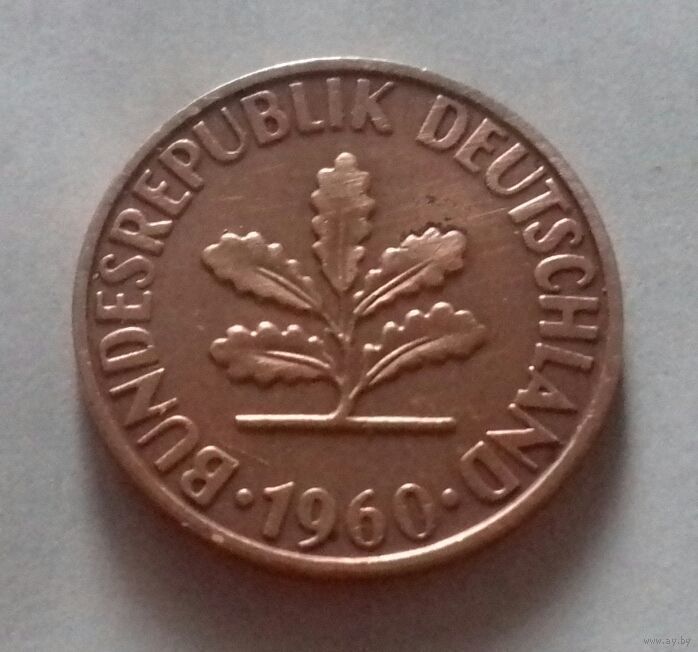 BUNDESREPUBLIK DEUTSCHLAND
· 1960 ·
www.ay.by